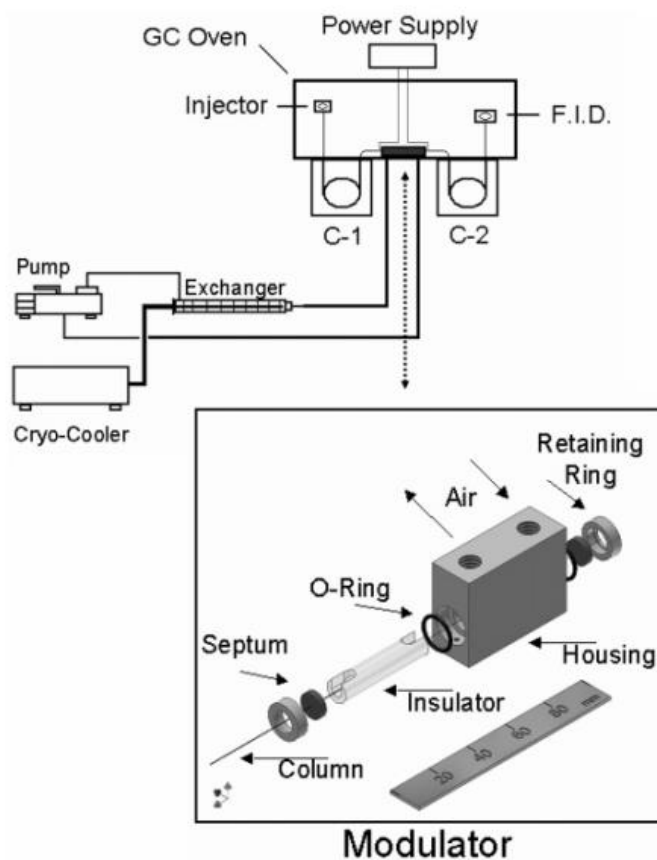 Power Supply
GC Oven
Injector
F.I.D.
C-1
C-2
Pump
Exchanger
Cryo-Cooler
Retaining
Ring
Air
O-Ring
Septum
Housing
Insulator
Column
20 40 60 80 mm
Modulator